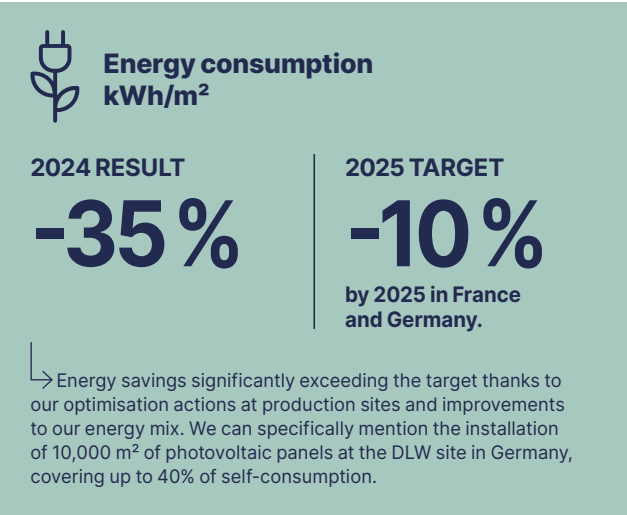 Energy consumption
kWh/m²
2024 RESULT
-35 %
2025 TARGET
-10 %
by 2025 in France
and Germany.
Energy savings significantly exceeding the target thanks to
our optimisation actions at production sites and improvements
to our energy mix. We can specifically mention the installation
of 10,000 m² of photovoltaic panels at the DLW site in Germany,
covering up to 40% of self-consumption.